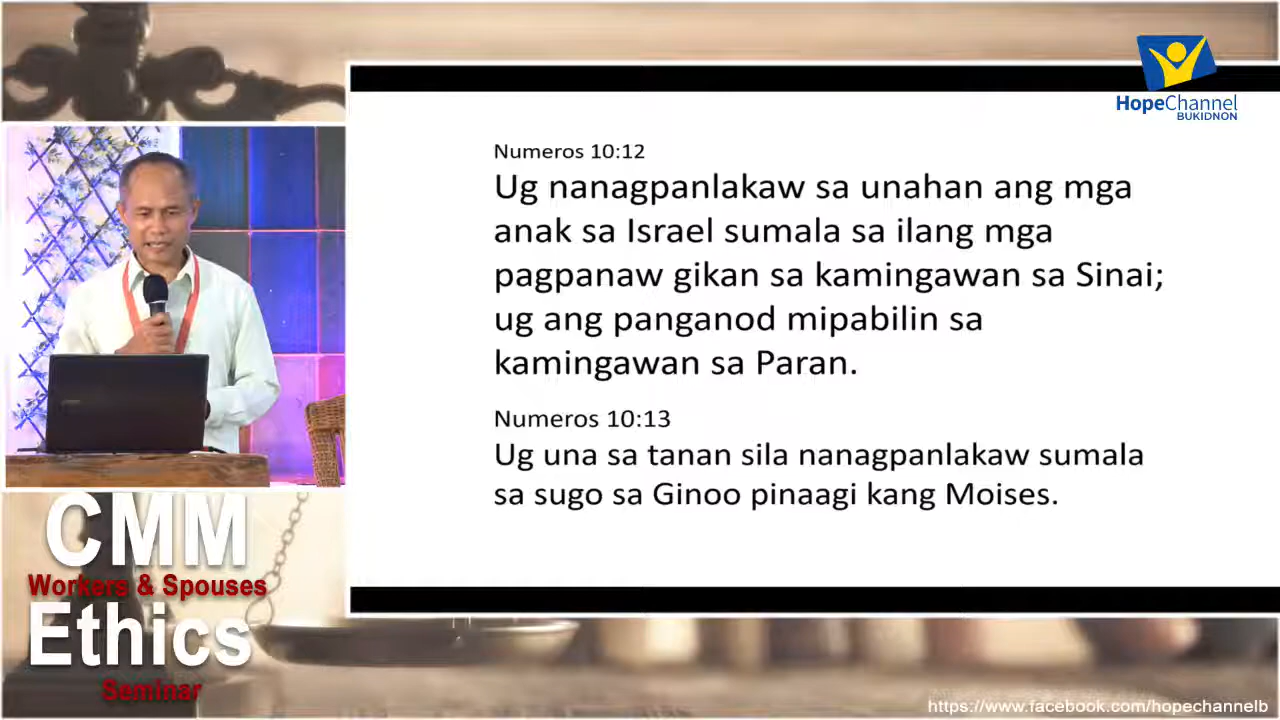 HopeChannel
BUKIDNON
Numeros 10:12
Ug nanagpanlakaw sa unahan ang mga
anak sa Israel sumala sa ilang mga
pagpanaw gikan sa kamingawan sa Sinai;
ug ang panganod mipabilin sa
kamingawan sa Paran.
Numeros 10:13
Ug una sa tanan sila nanagpanlakaw sumala
sa sugo sa Ginoo pinaagi kang Moises.
CMM
Workers & Spouses
Ethics
Seminar
https://www.facebook.com/hopechannelb